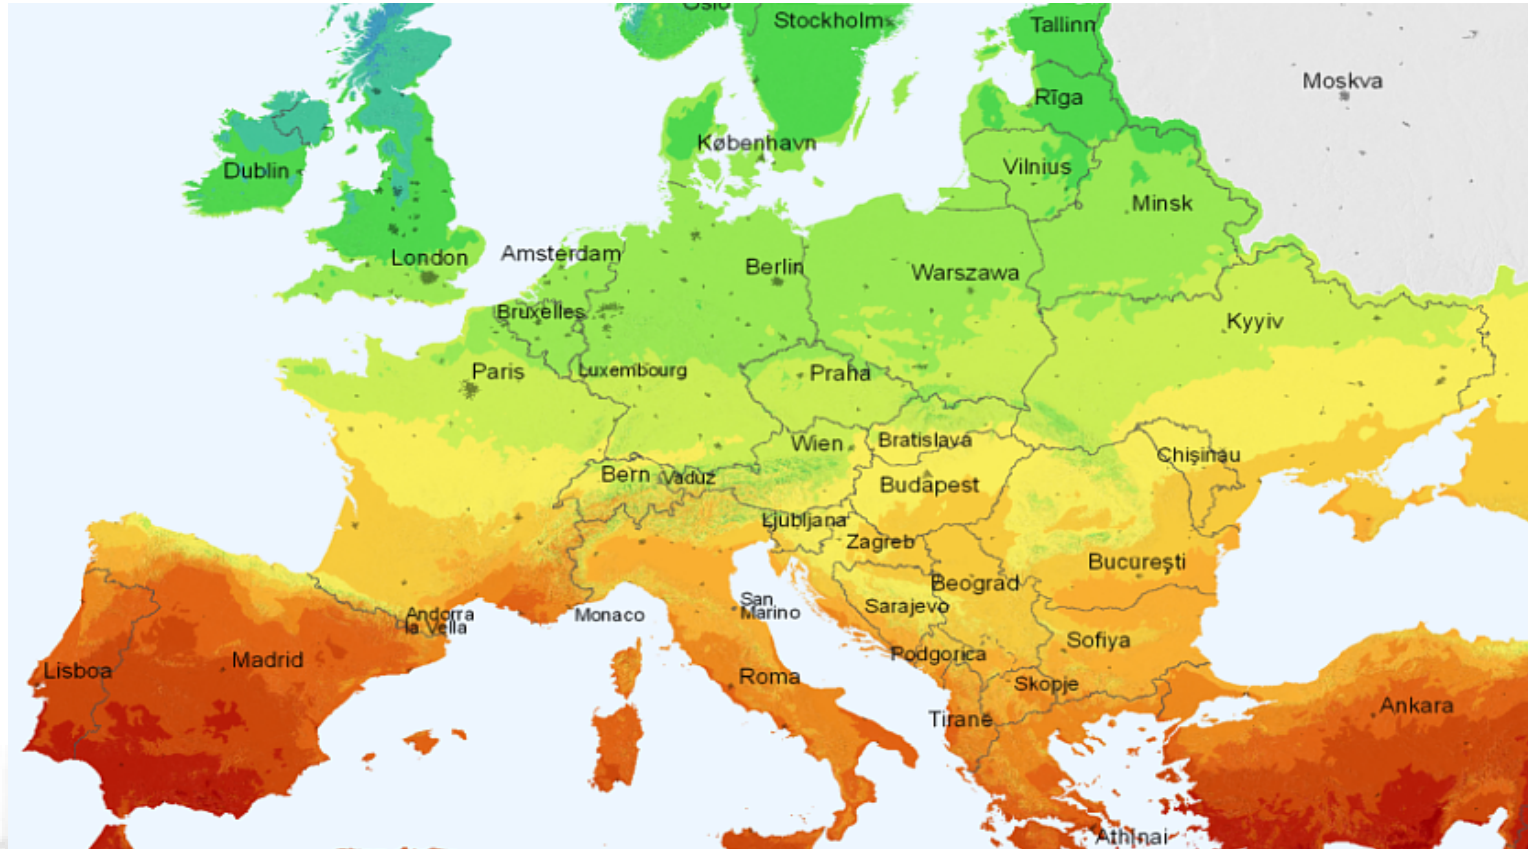 Oslo
Stockholm
Tallinn
Moskva
Rīga
København
Vilnius
Dublin
Minsk
London
Amsterdam
Berlin
Warszawa
Bruxelles
Kyyiv
Paris
Luxembourg
Praha
Wien
Bratislava
Chişinău
Bern
Vaduz
Budapest
Ljubljana
Zagreb
Bucureşti
Beograd
San
Marino
Sarajevo
Andorra
la Vella
Monaco
Sofiya
Podgorica
Madrid
Lisboa
Roma
Skopje
Ankara
Tiranë
Athínai